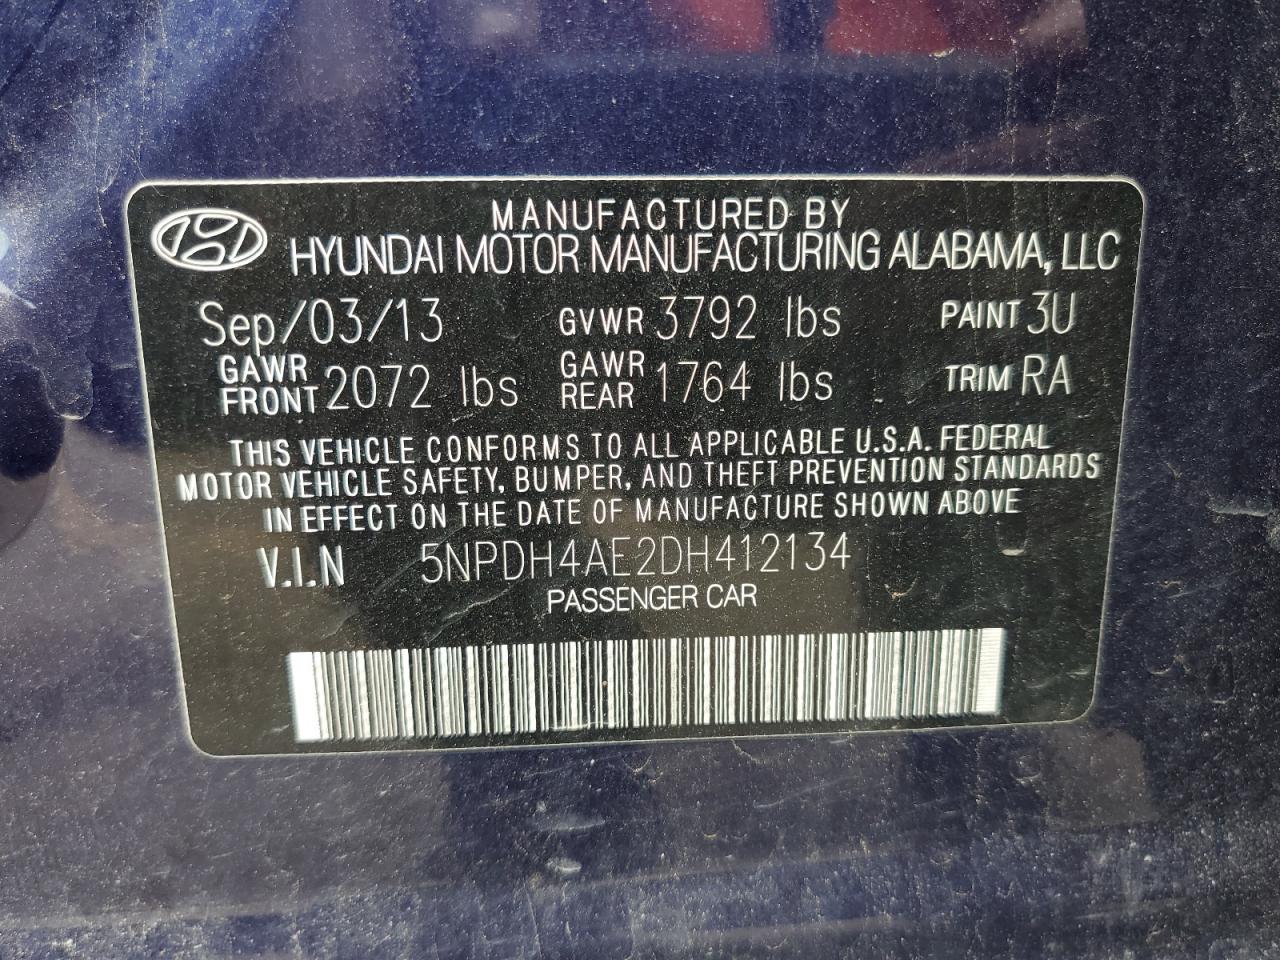 MANUFACTURED BY
HYUNDAI MOTOR MANUFACTURING ALABAMA, LLC
Sep/03/13 GVWR 3792 lbs PAINT 3U
GAWR FRONT 2072 lbs GAWR REAR 1764 lbs TRIM RA
THIS VEHICLE CONFORMS TO ALL APPLICABLE U.S.A. FEDERAL
MOTOR VEHICLE SAFETY, BUMPER, AND THEFT PREVENTION STANDARDS
IN EFFECT ON THE DATE OF MANUFACTURE SHOWN ABOVE
V.I.N 5NPDH4AE2DH412134
PASSENGER CAR